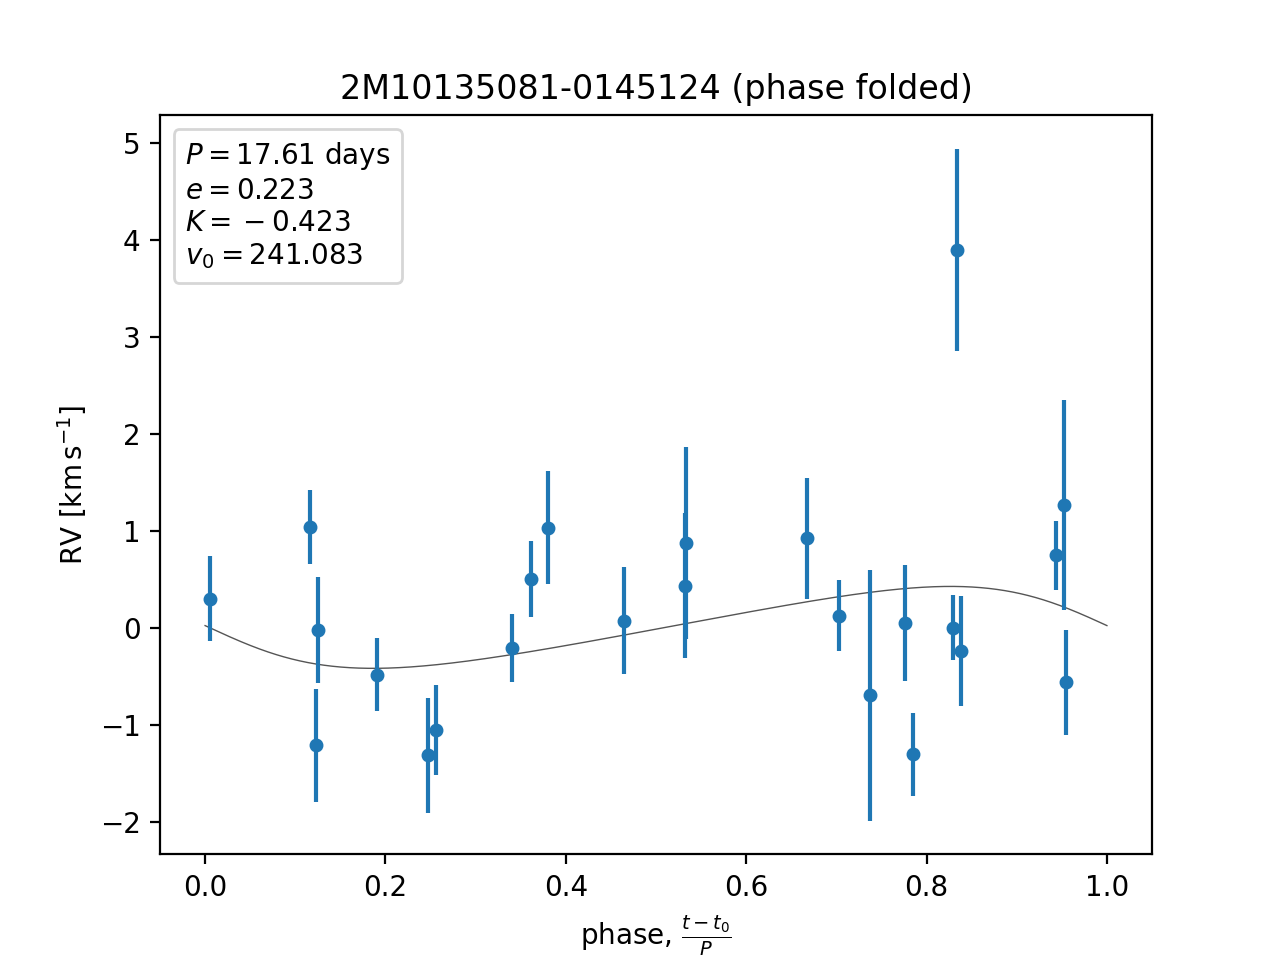 2M10135081-0145124 (phase folded)
P = 17.61 days
e = 0.223
K = −0.423
v₀ = 241.083
5
4
3
2
1
0
−1
−2
RV [km s⁻¹]
0.0 0.2 0.4 0.6 0.8 1.0
phase, (t − t₀)/P